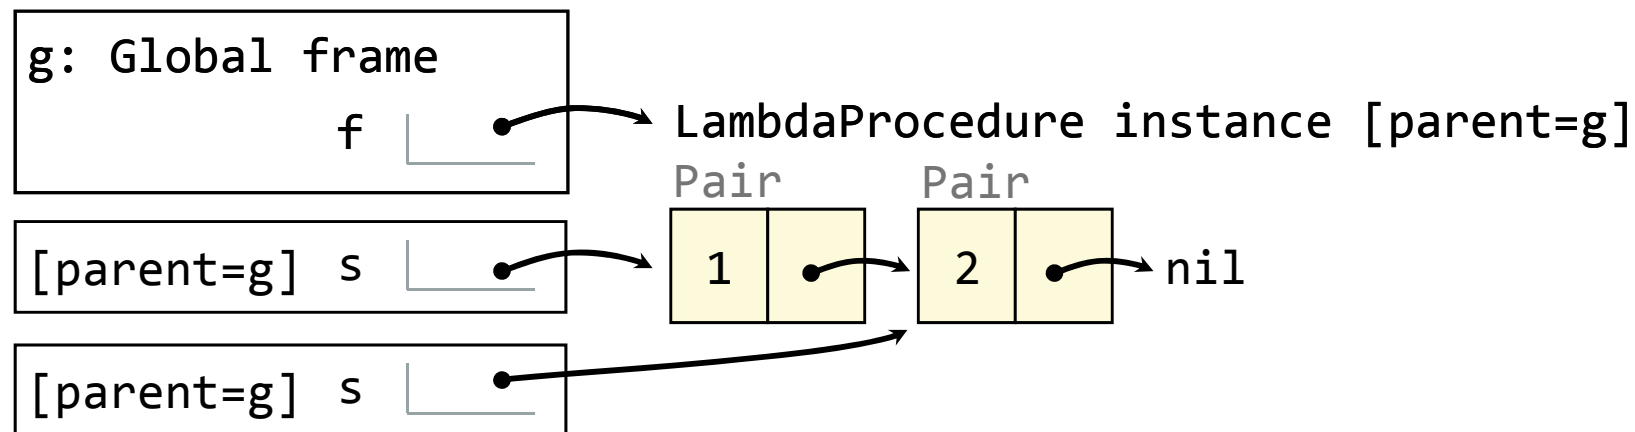 g: Global frame
f
LambdaProcedure instance [parent=g]
Pair Pair
[parent=g] s
1 2 nil
[parent=g] s